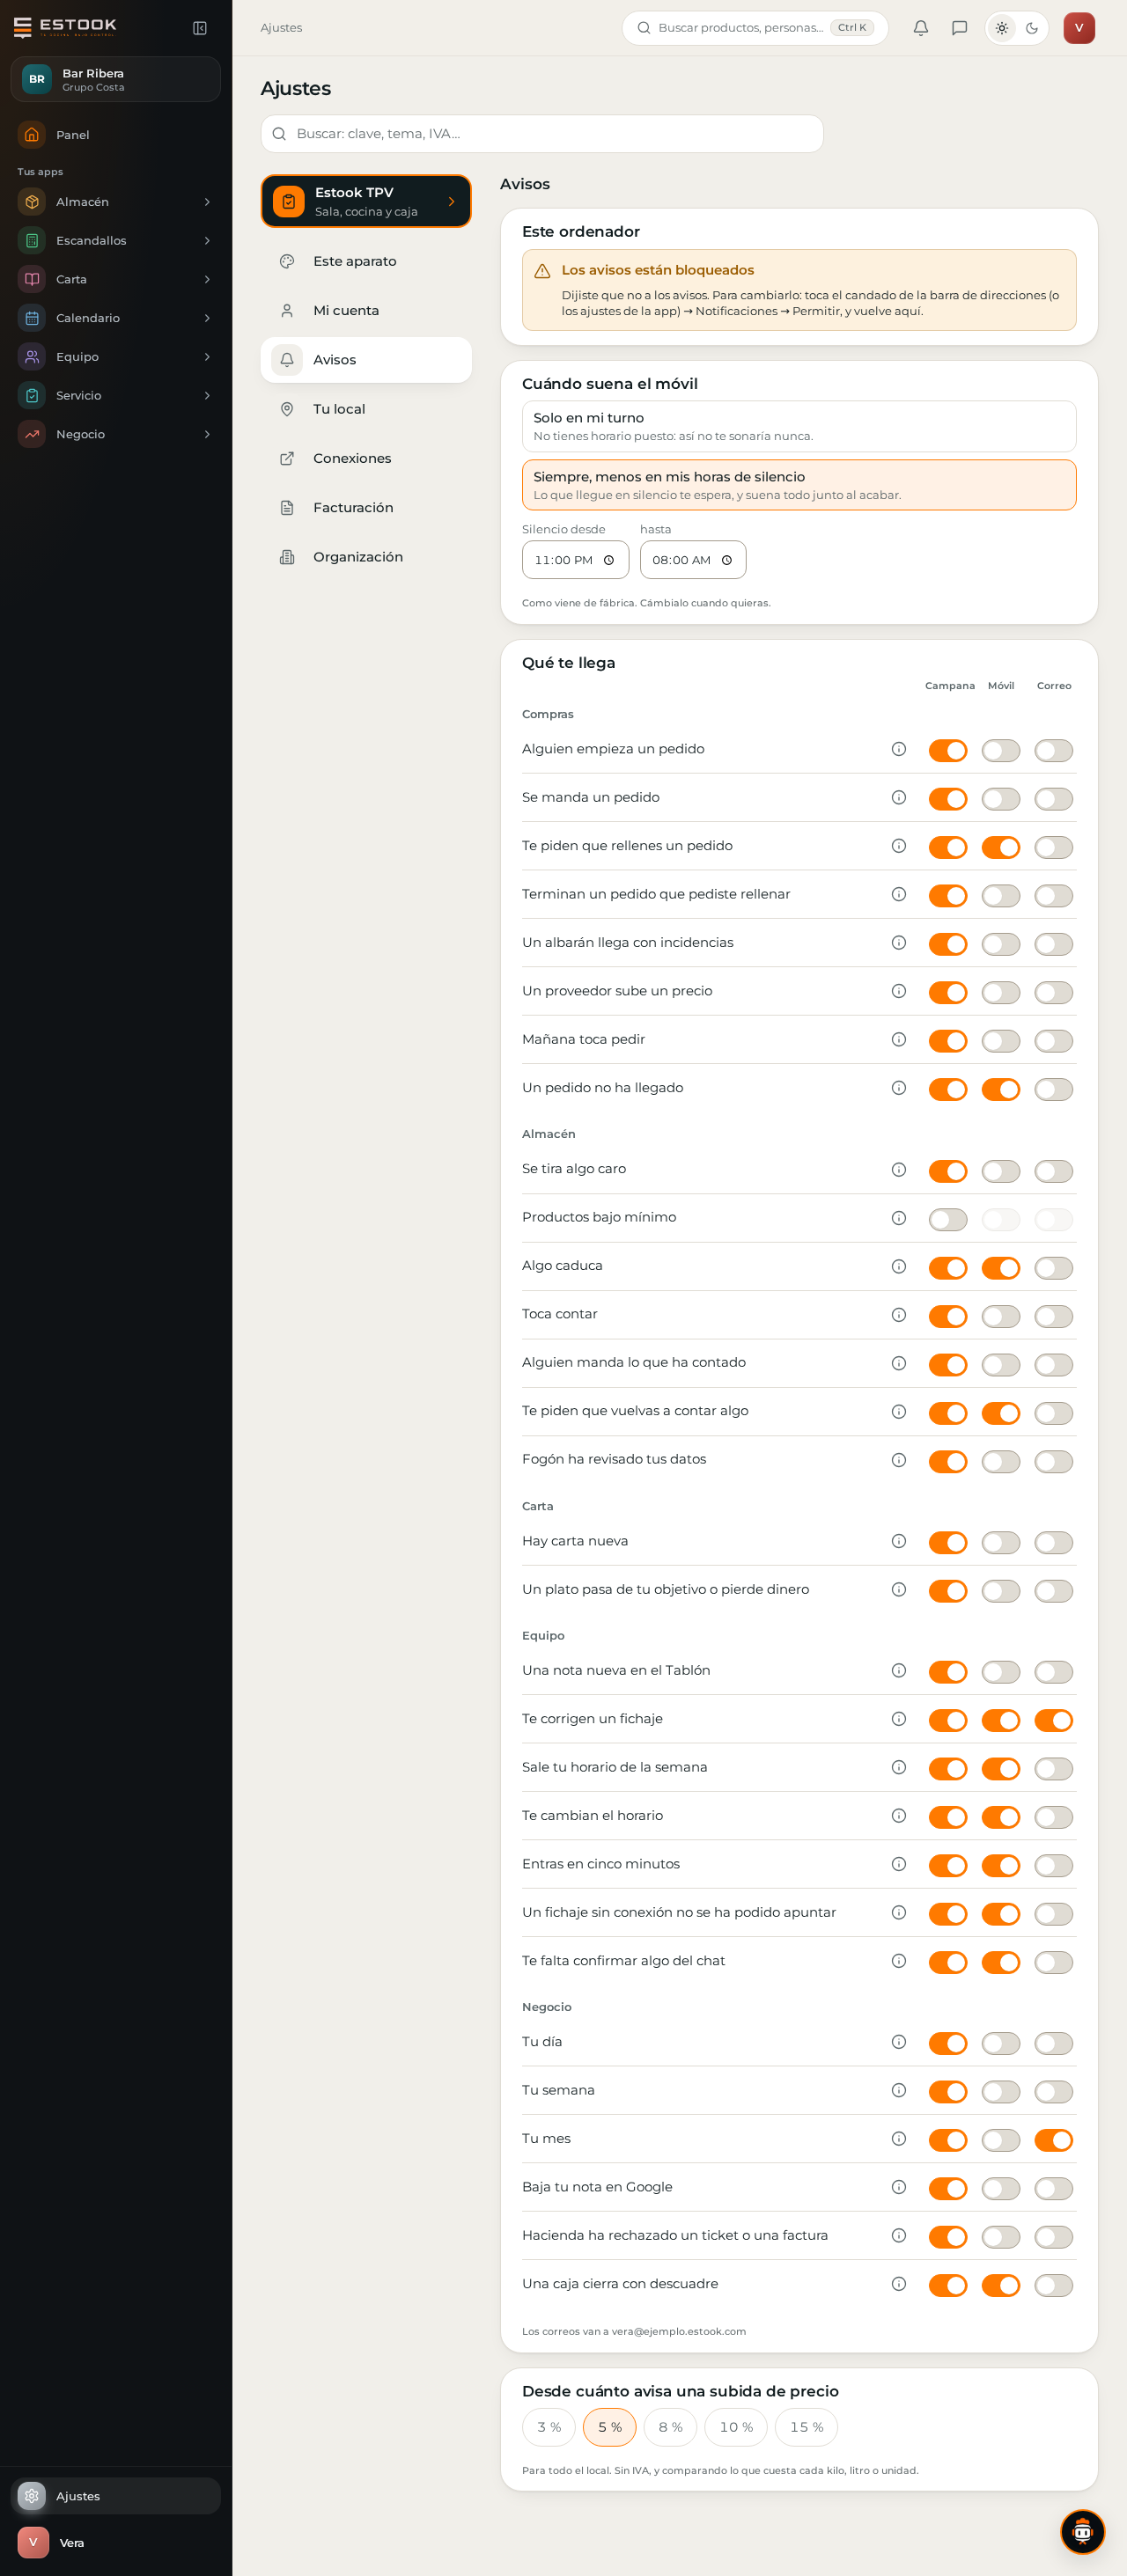 ESTOOK
BR
Bar Ribera
Grupo Costa
Panel
Tus apps
Almacén
Escandallos
Carta
Calendario
Equipo
Servicio
Negocio
Ajustes
V
Vera
Ajustes
Buscar productos, personas...
Ctrl K
V
Ajustes
Buscar: clave, tema, IVA...
Estook TPV
Sala, cocina y caja
Este aparato
Mi cuenta
Avisos
Tu local
Conexiones
Facturación
Organización
Avisos
Este ordenador
Los avisos están bloqueados
Dijiste que no a los avisos. Para cambiarlo: toca el candado de la barra de direcciones (o
los ajustes de la app) → Notificaciones → Permitir, y vuelve aquí.
Cuándo suena el móvil
Solo en mi turno
No tienes horario puesto: así no te sonaría nunca.
Siempre, menos en mis horas de silencio
Lo que llegue en silencio te espera, y suena todo junto al acabar.
Silencio desde hasta
11:00 PM 08:00 AM
Como viene de fábrica. Cámbialo cuando quieras.
Qué te llega
Campana Móvil Correo
Compras
Alguien empieza un pedido
Se manda un pedido
Te piden que rellenes un pedido
Terminan un pedido que pediste rellenar
Un albarán llega con incidencias
Un proveedor sube un precio
Mañana toca pedir
Un pedido no ha llegado
Almacén
Se tira algo caro
Productos bajo mínimo
Algo caduca
Toca contar
Alguien manda lo que ha contado
Te piden que vuelvas a contar algo
Fogón ha revisado tus datos
Carta
Hay carta nueva
Un plato pasa de tu objetivo o pierde dinero
Equipo
Una nota nueva en el Tablón
Te corrigen un fichaje
Sale tu horario de la semana
Te cambian el horario
Entras en cinco minutos
Un fichaje sin conexión no se ha podido apuntar
Te falta confirmar algo del chat
Negocio
Tu día
Tu semana
Tu mes
Baja tu nota en Google
Hacienda ha rechazado un ticket o una factura
Una caja cierra con descuadre
Los correos van a vera@ejemplo.estook.com
Desde cuánto avisa una subida de precio
3 % 5 % 8 % 10 % 15 %
Para todo el local. Sin IVA, y comparando lo que cuesta cada kilo, litro o unidad.